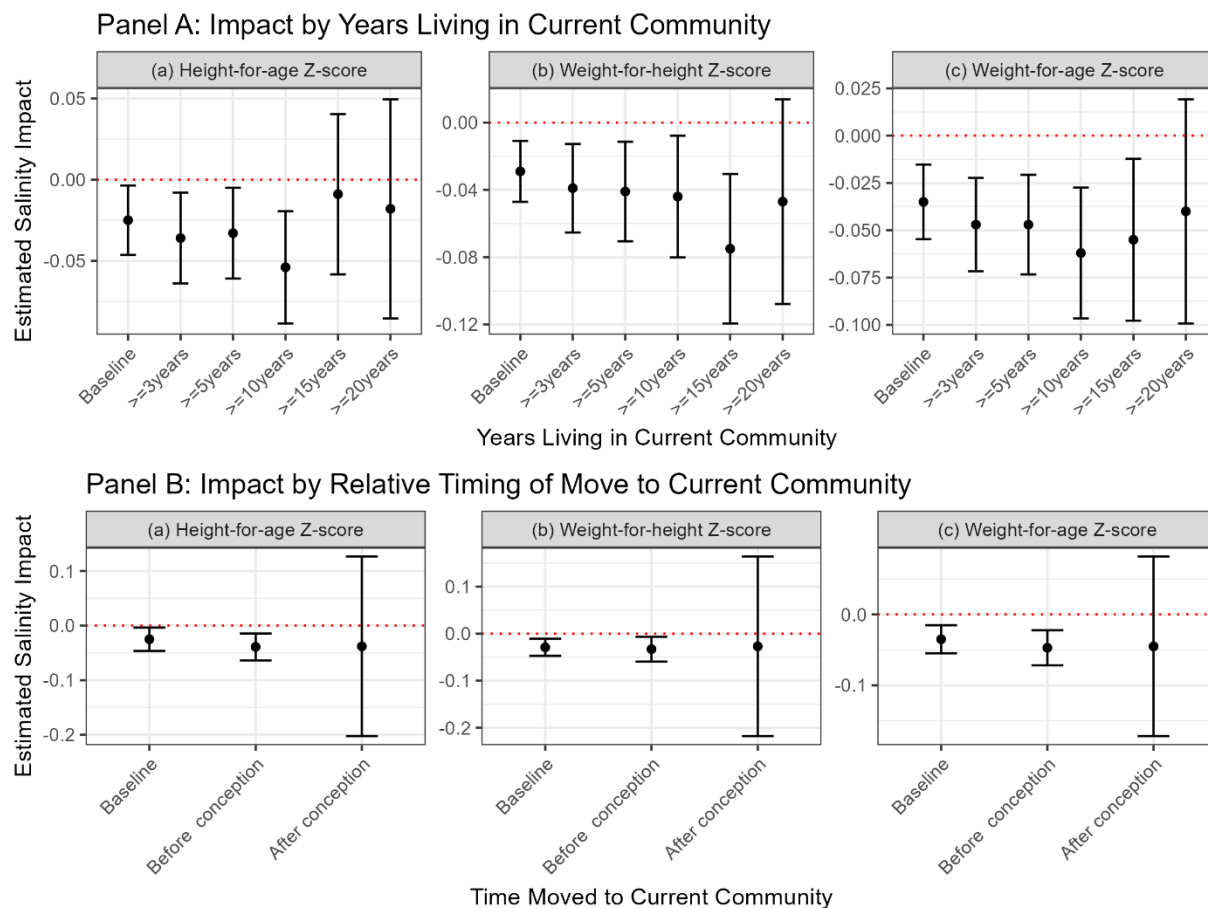 Panel A: Impact by Years Living in Current Community
(a) Height-for-age Z-score
(b) Weight-for-height Z-score
(c) Weight-for-age Z-score
Estimated Salinity Impact
0.05
0.00
-0.05
0.00
-0.04
-0.08
-0.12
0.025
0.000
-0.025
-0.050
-0.075
-0.100
Baseline
>=3years
>=5years
>=10years
>=15years
>=20years
Baseline
>=3years
>=5years
>=10years
>=15years
>=20years
Baseline
>=3years
>=5years
>=10years
>=15years
>=20years
Years Living in Current Community
Panel B: Impact by Relative Timing of Move to Current Community
(a) Height-for-age Z-score
(b) Weight-for-height Z-score
(c) Weight-for-age Z-score
Estimated Salinity Impact
0.1
0.0
-0.1
-0.2
0.1
0.0
-0.1
-0.2
0.0
-0.1
Baseline
Before conception
After conception
Baseline
Before conception
After conception
Baseline
Before conception
After conception
Time Moved to Current Community